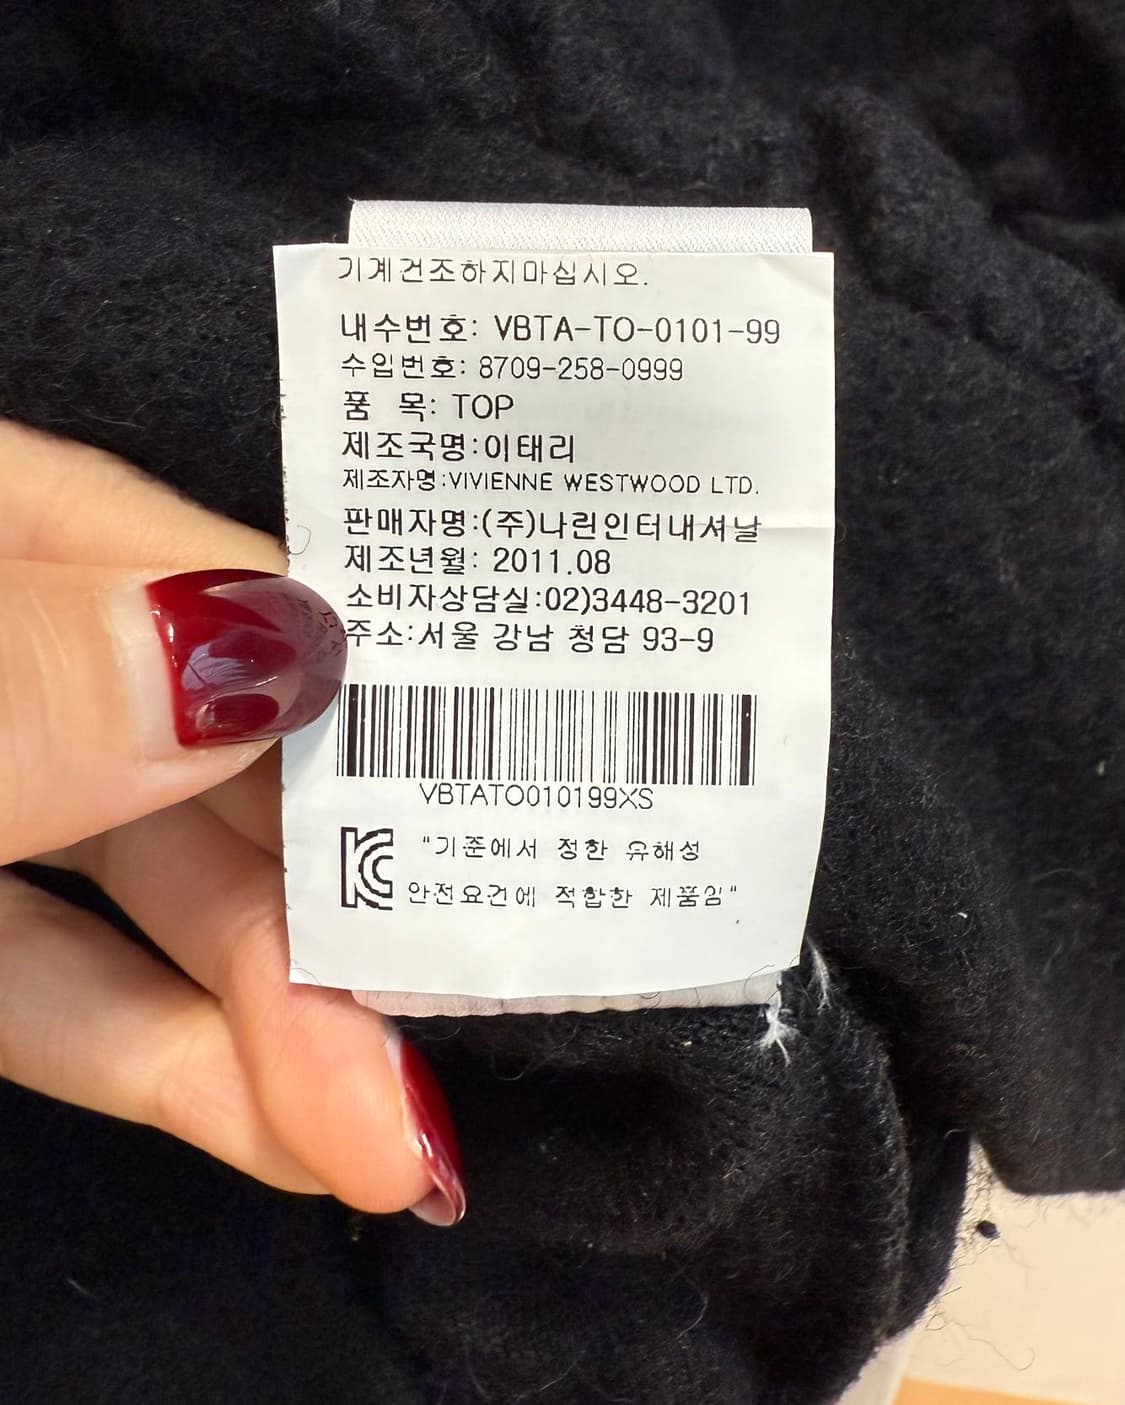 기계건조하지마십시오.
내수번호: VBTA-TO-0101-99
수입번호: 8709-258-0999
품 목: TOP
제조국명:이태리
제조자명:VIVIENNE WESTWOOD LTD.
판매자명:(주)나린인터내셔날
제조년월: 2011.08
소비자상담실:02)3448-3201
주소:서울 강남 청담 93-9
VBTATO010199XS
KC "기준에서 정한 유해성
안전요건에 적합한 제품임"